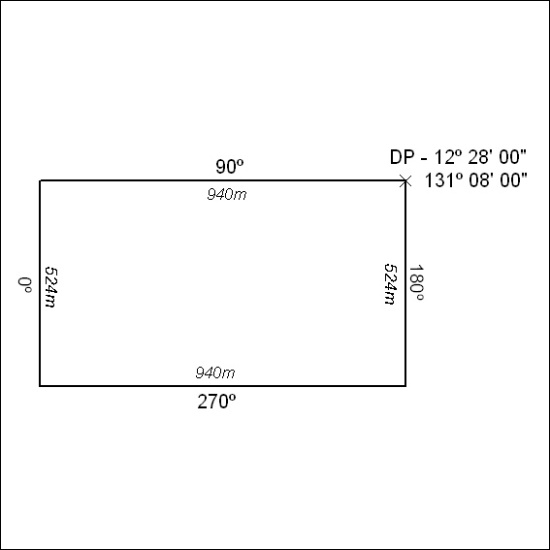 DP - 12º 28' 00"
131º 08' 00"
90º
940m
0º
524m
524m
180º
940m
270º